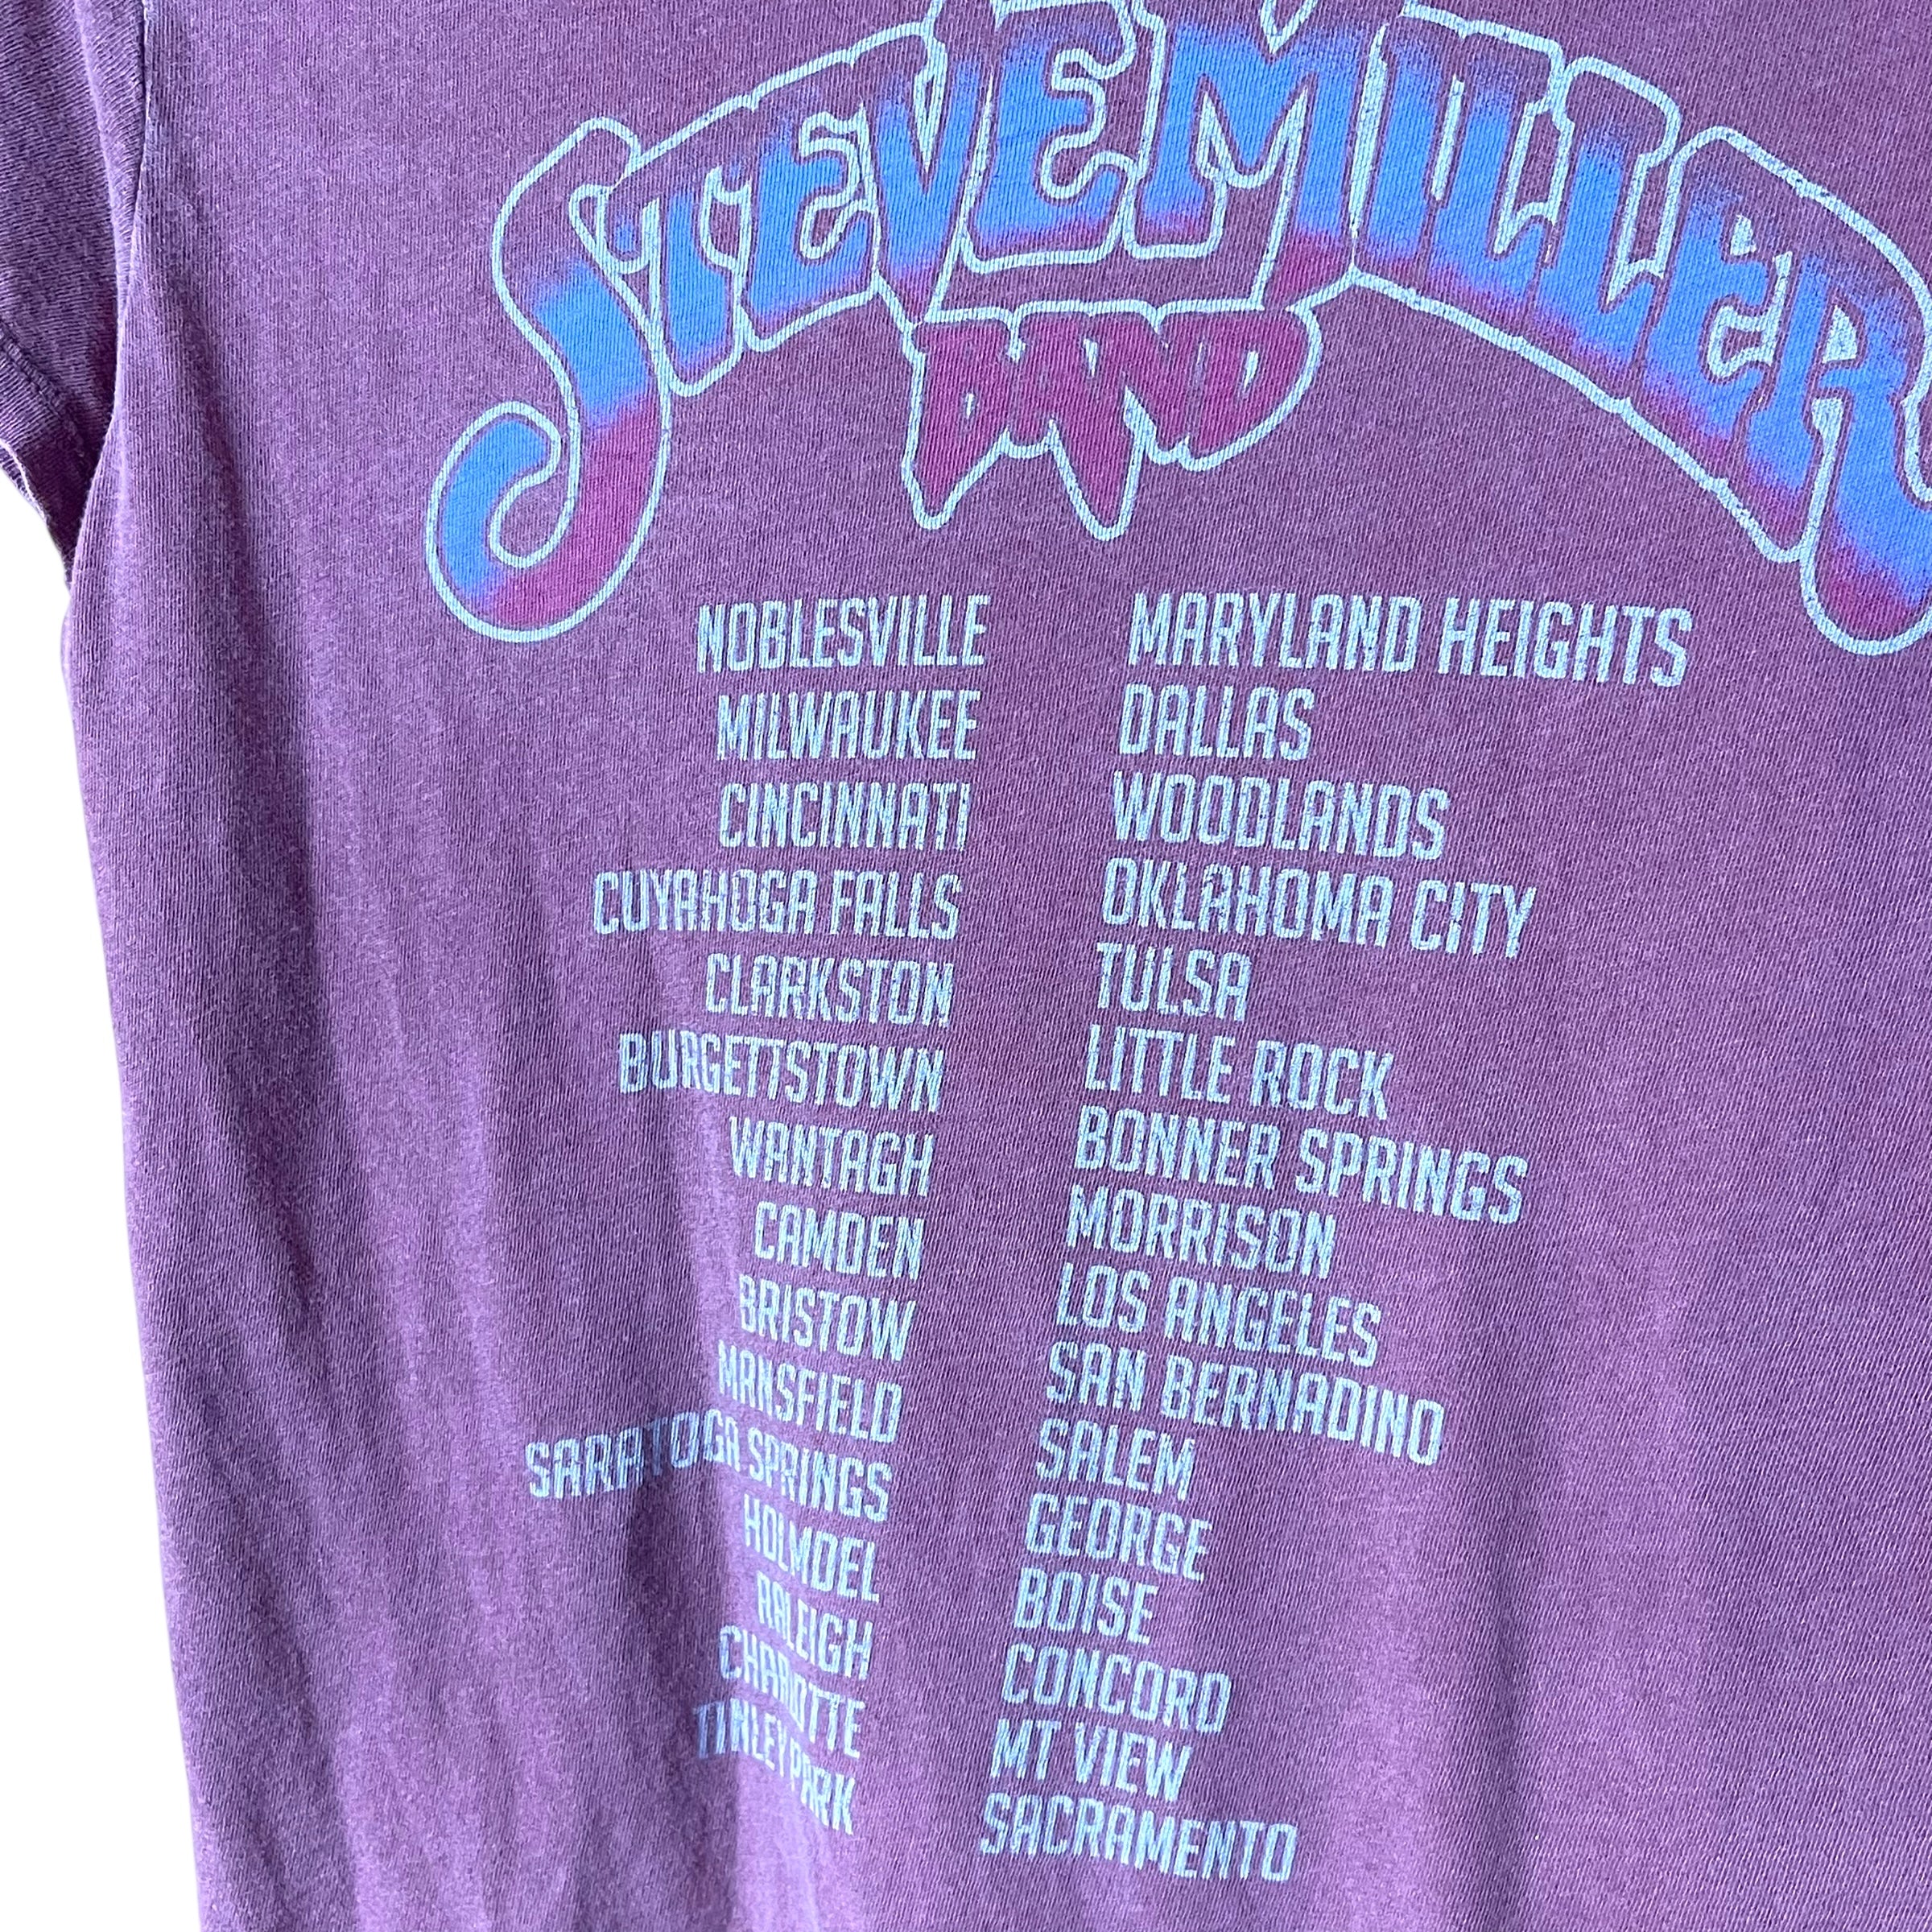 STEVE MILLER
BAND
NOBLESVILLE
MILWAUKEE
CINCINNATI
CUYAHOGA FALLS
CLARKSTON
BURGETTSTOWN
WANTAGH
CAMDEN
BRISTOW
MANSFIELD
SARATOGA SPRINGS
HOLMDEL
RALEIGH
CHARLOTTE
TINLEY PARK
MARYLAND HEIGHTS
DALLAS
WOODLANDS
OKLAHOMA CITY
TULSA
LITTLE ROCK
BONNER SPRINGS
MORRISON
LOS ANGELES
SAN BERNADINO
SALEM
GEORGE
BOISE
CONCORD
MT VIEW
SACRAMENTO